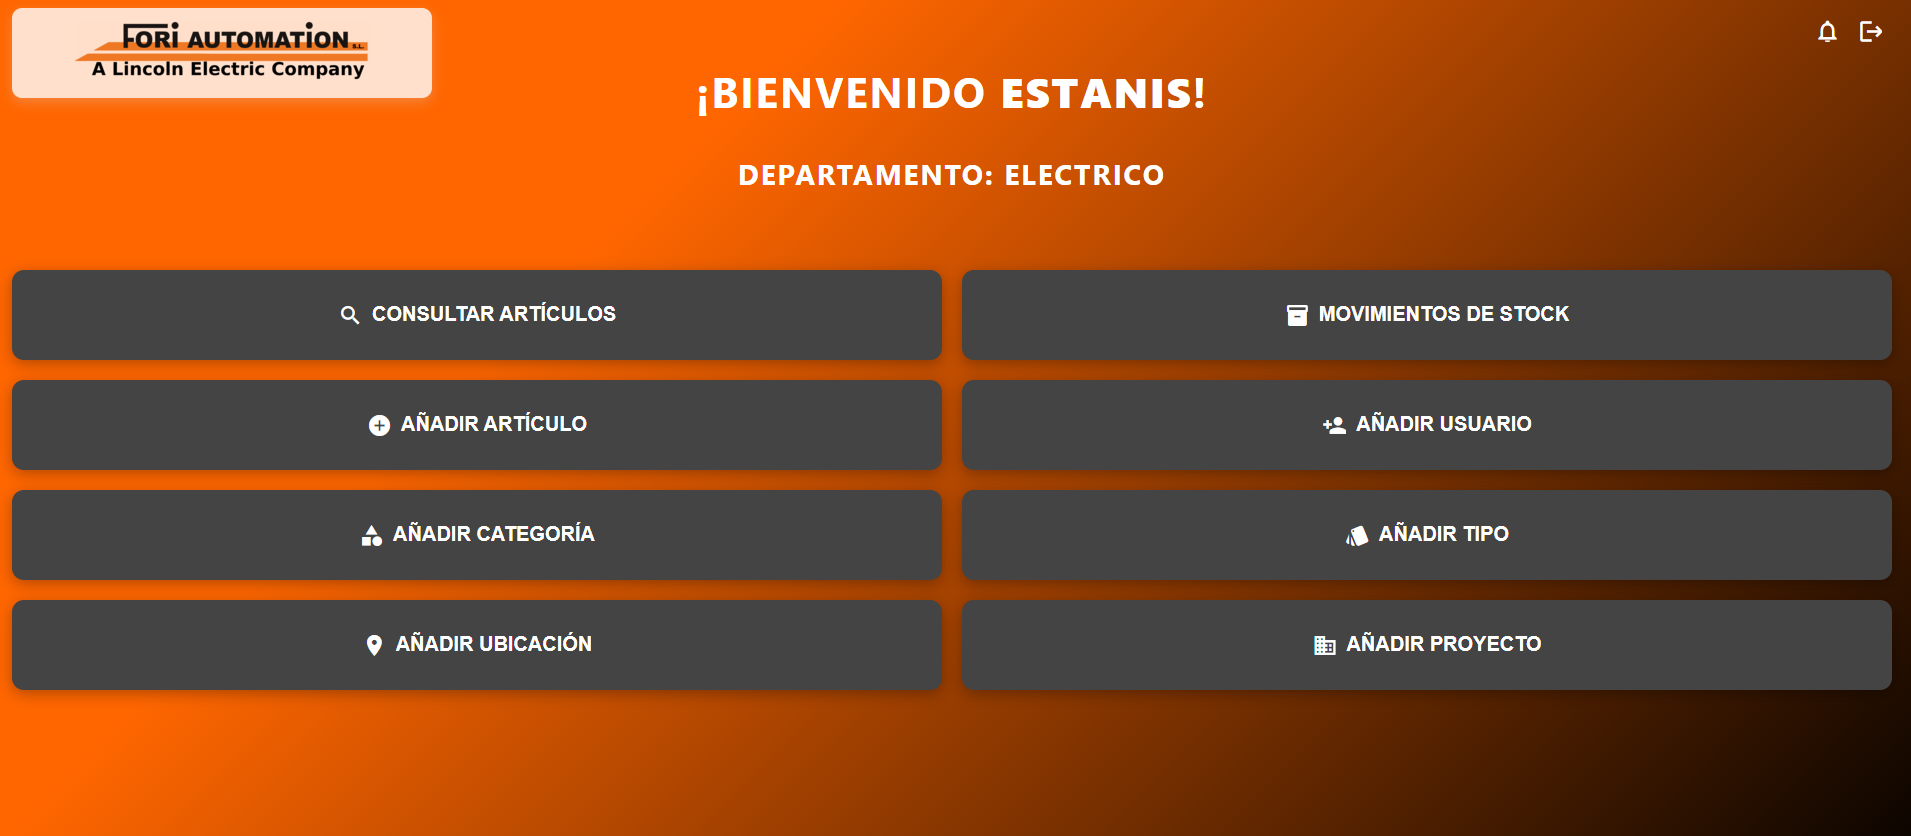 FORi AUTOMATION S.L.
A Lincoln Electric Company
¡BIENVENIDO ESTANIS!
DEPARTAMENTO: ELECTRICO
CONSULTAR ARTÍCULOS
MOVIMIENTOS DE STOCK
AÑADIR ARTÍCULO
AÑADIR USUARIO
AÑADIR CATEGORÍA
AÑADIR TIPO
AÑADIR UBICACIÓN
AÑADIR PROYECTO